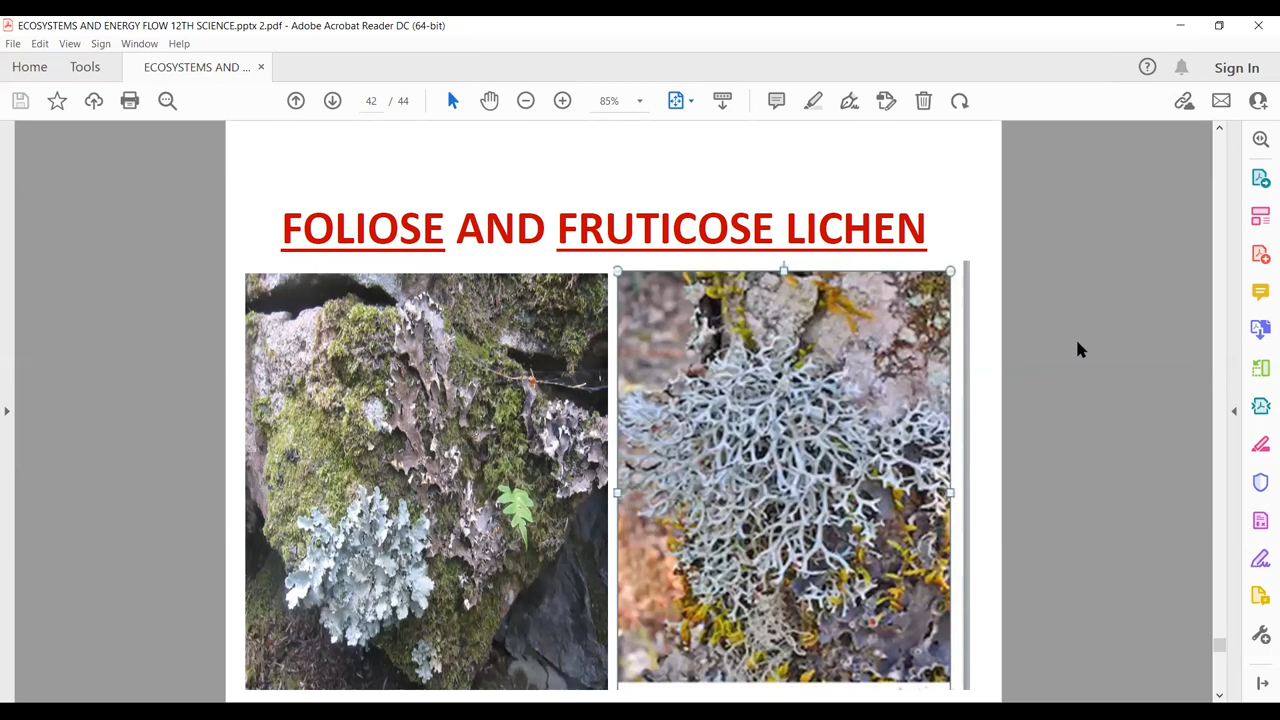 ECOSYSTEMS AND ENERGY FLOW 12TH SCIENCE.pptx 2.pdf - Adobe Acrobat Reader DC (64-bit)
File Edit View Sign Window Help
Home Tools ECOSYSTEMS AND ... × Sign In
42 / 44 85%
FOLIOSE AND FRUTICOSE LICHEN